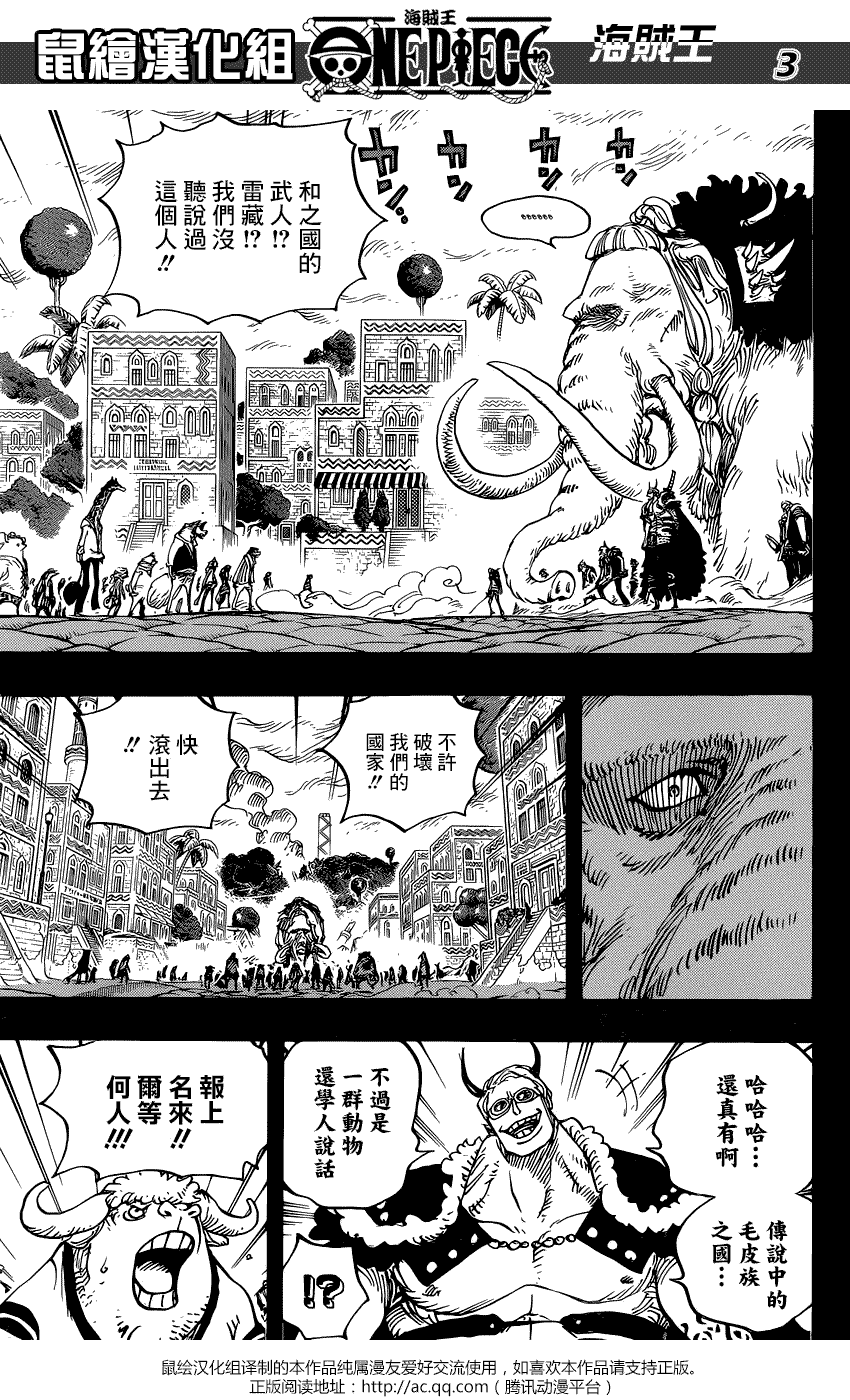 鼠繪漢化組
海賊王
ONE PIECE
海賊王
3
カン
カン
カン
カン。
……
和之國的
武人!?
雷藏!?
我們沒
聽說過
這個人!!
不許
破壞
我們的
國家!!
快
滾出去
!!
哈哈哈…
還真有啊
傳說中的
毛皮族
之國…
不過是
一群動物
還學人說話
!?
報上
名來!!
爾等
何人!!!
鼠绘汉化组译制的本作品纯属漫友爱好交流使用，如喜欢本作品请支持正版。
正版阅读地址：http://ac.qq.com（腾讯动漫平台）